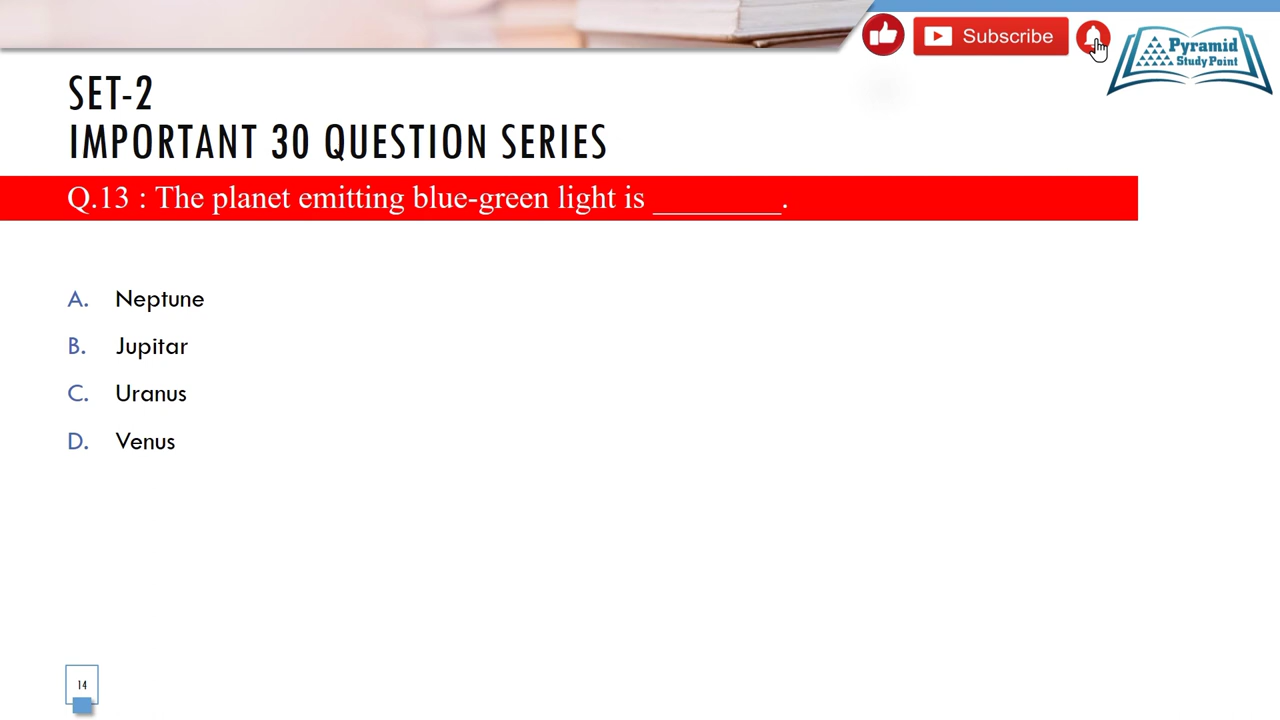 Subscribe
Pyramid
Study Point
SET-2
IMPORTANT 30 QUESTION SERIES
Q.13 : The planet emitting blue-green light is ________.
A. Neptune
B. Jupitar
C. Uranus
D. Venus
14